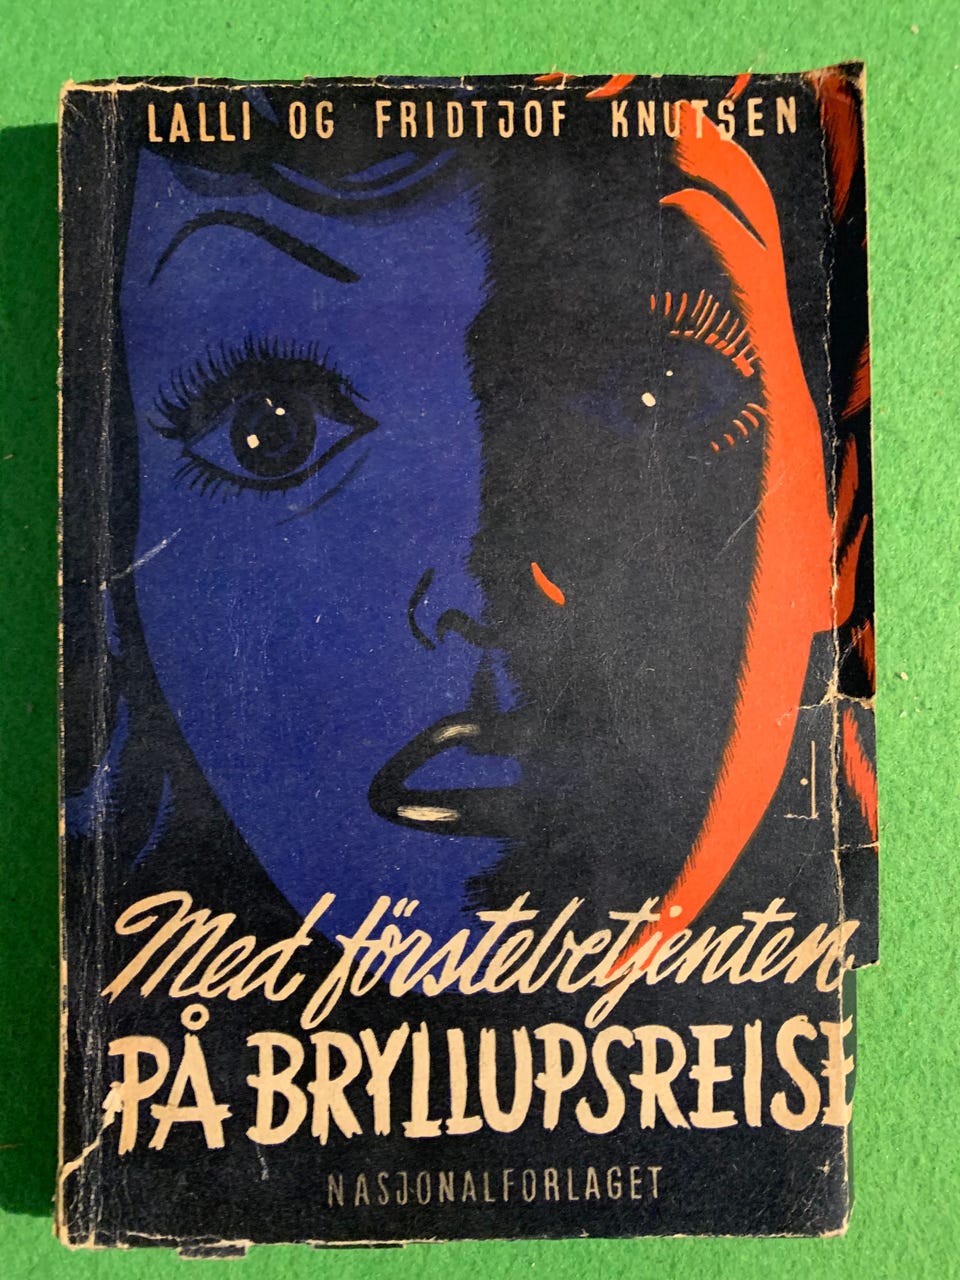 LALLI OG FRIDTJOF KNUTSEN
Med förstebetjenten
PÅ BRYLLUPSREISE
NASJONALFORLAGET